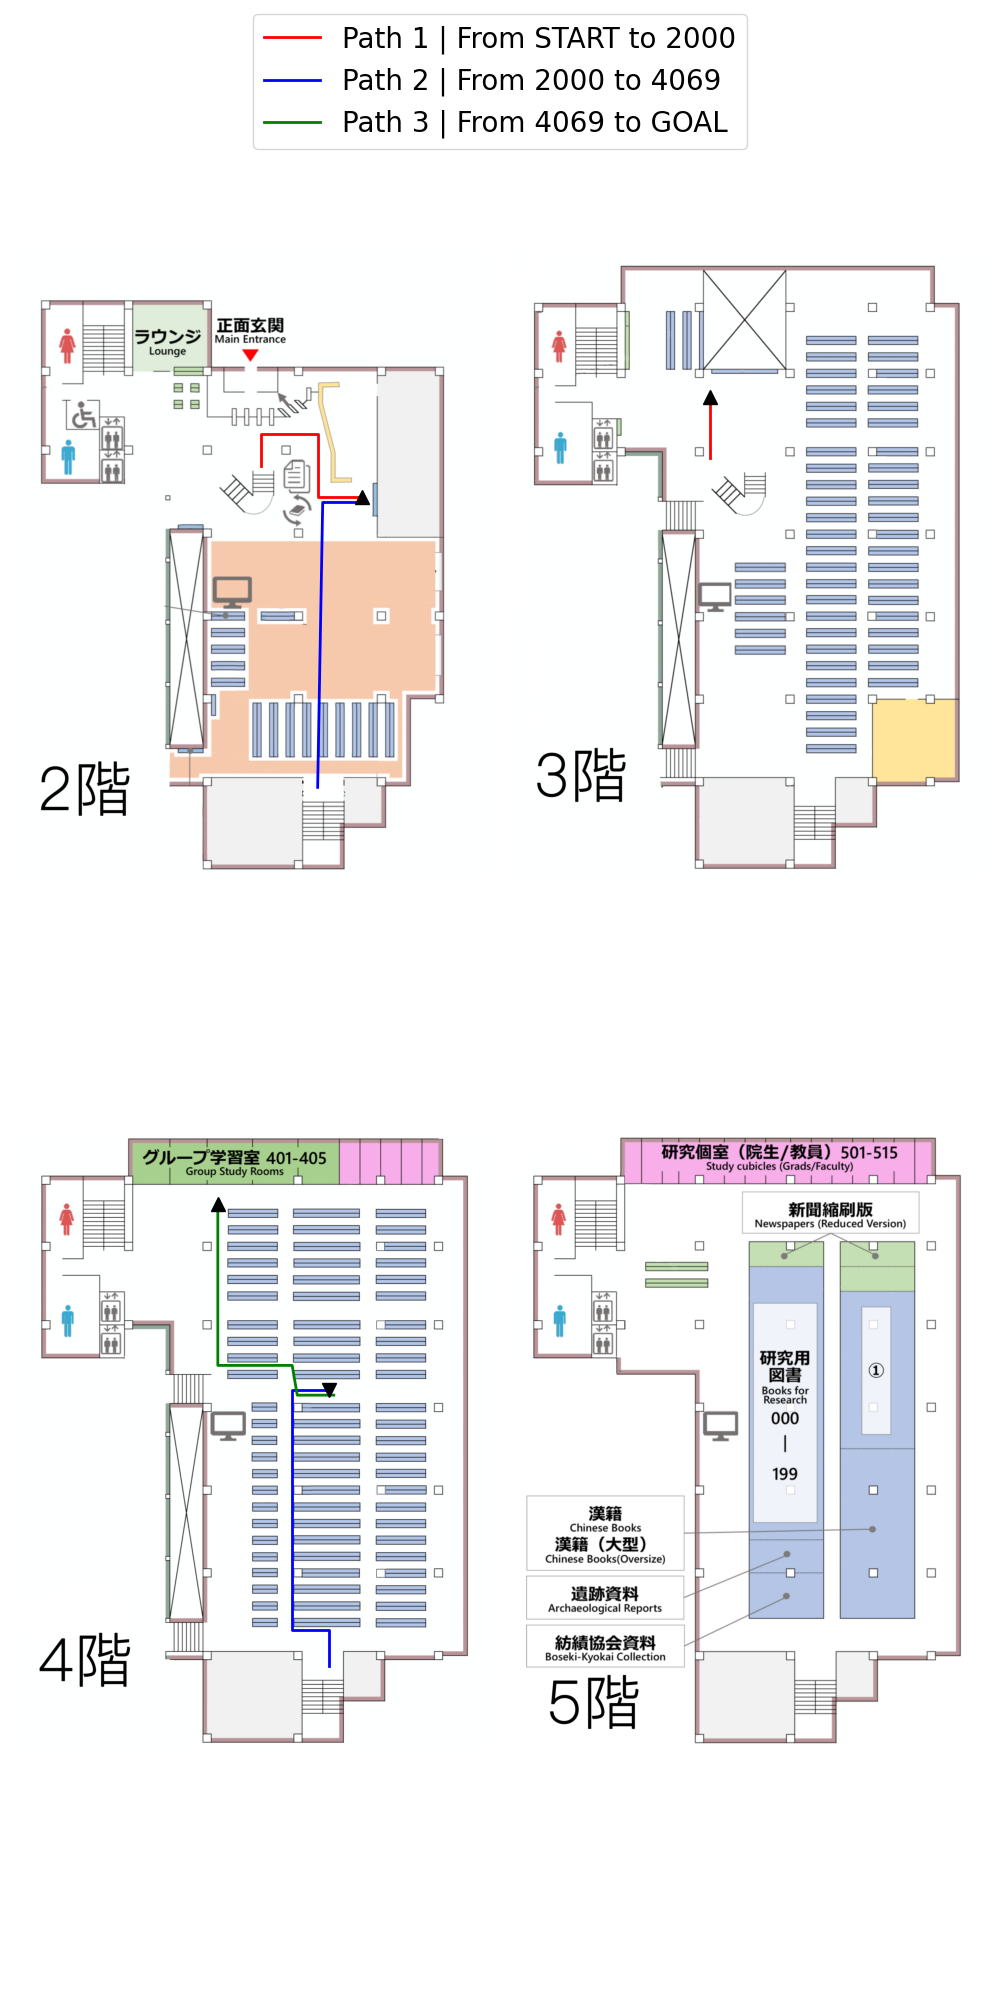 Path 1 | From START to 2000
Path 2 | From 2000 to 4069
Path 3 | From 4069 to GOAL
ラウンジ
Lounge
正面玄関
Main Entrance
2階
3階
グループ学習室 401-405
Group Study Rooms
4階
研究個室（院生/教員）501-515
Study cubicles (Grads/Faculty)
新聞縮刷版
Newspapers (Reduced Version)
研究用
図書
Books for
Research
000
|
199
①
漢籍
Chinese Books
漢籍（大型）
Chinese Books(Oversize)
遺跡資料
Archaeological Reports
紡績協会資料
Boseki-Kyokai Collection
5階